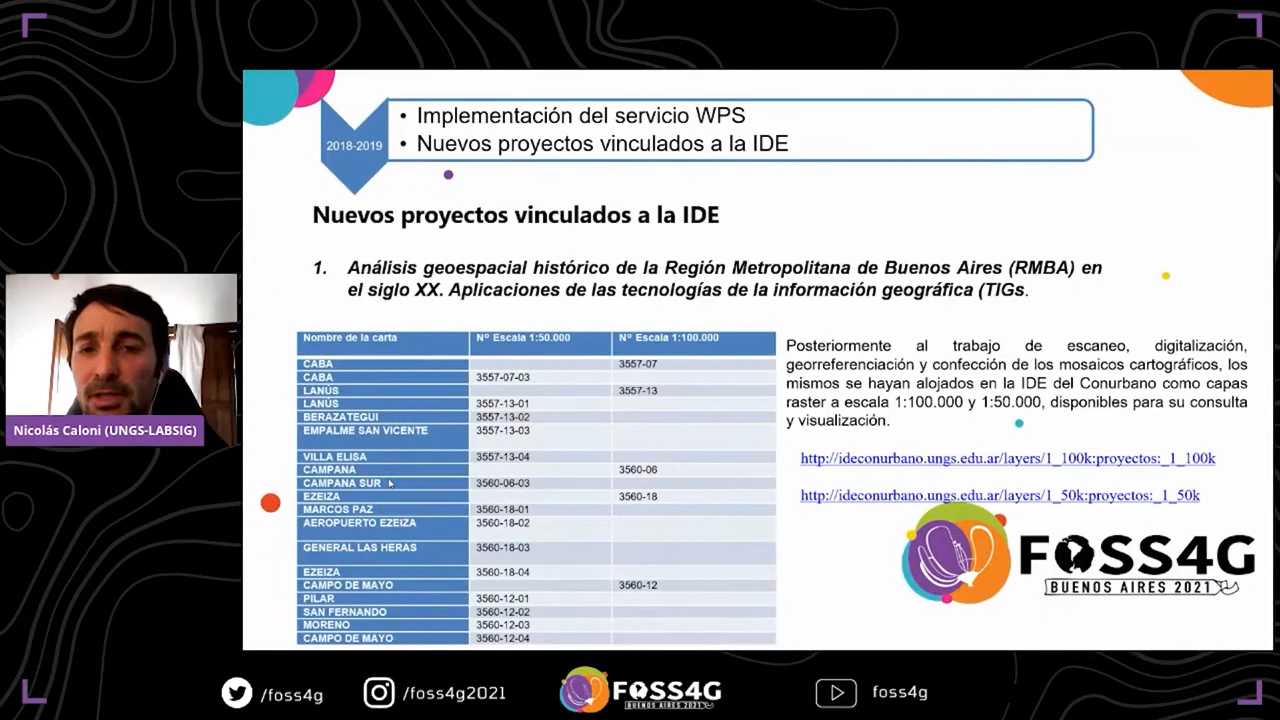 • Implementación del servicio WPS
2018-2019
• Nuevos proyectos vinculados a la IDE
Nuevos proyectos vinculados a la IDE
1. Análisis geoespacial histórico de la Región Metropolitana de Buenos Aires (RMBA) en
el siglo XX. Aplicaciones de las tecnologías de la información geográfica (TIGs.
Nombre de la carta Nº Escala 1:50.000 Nº Escala 1:100.000
CABA 3557-07
CABA 3557-07-03
LANÚS 3557-13
LANÚS 3557-13-01
BERAZATEGUI 3557-13-02
EMPALME SAN VICENTE 3557-13-03
VILLA ELISA 3557-13-04
CAMPANA 3560-06
CAMPANA SUR 3560-06-03
EZEIZA 3560-18
MARCOS PAZ 3560-18-01
AEROPUERTO EZEIZA 3560-18-02
GENERAL LAS HERAS 3560-18-03
EZEIZA 3560-18-04
CAMPO DE MAYO 3560-12
PILAR 3560-12-01
SAN FERNANDO 3560-12-02
MORENO 3560-12-03
CAMPO DE MAYO 3560-12-04
Posteriormente al trabajo de escaneo, digitalización,
georreferenciación y confección de los mosaicos cartográficos, los
mismos se hayan alojados en la IDE del Conurbano como capas
raster a escala 1:100.000 y 1:50.000, disponibles para su consulta
y visualización.
http://ideconurbano.ungs.edu.ar/layers/1_100k:proyectos:_1_100k
http://ideconurbano.ungs.edu.ar/layers/1_50k:proyectos:_1_50k
FOSS4G
BUENOS AIRES 2021
Nicolás Caloni (UNGS-LABSIG)
/foss4g
/foss4g2021
FOSS4G
BUENOS AIRES 2021
foss4g